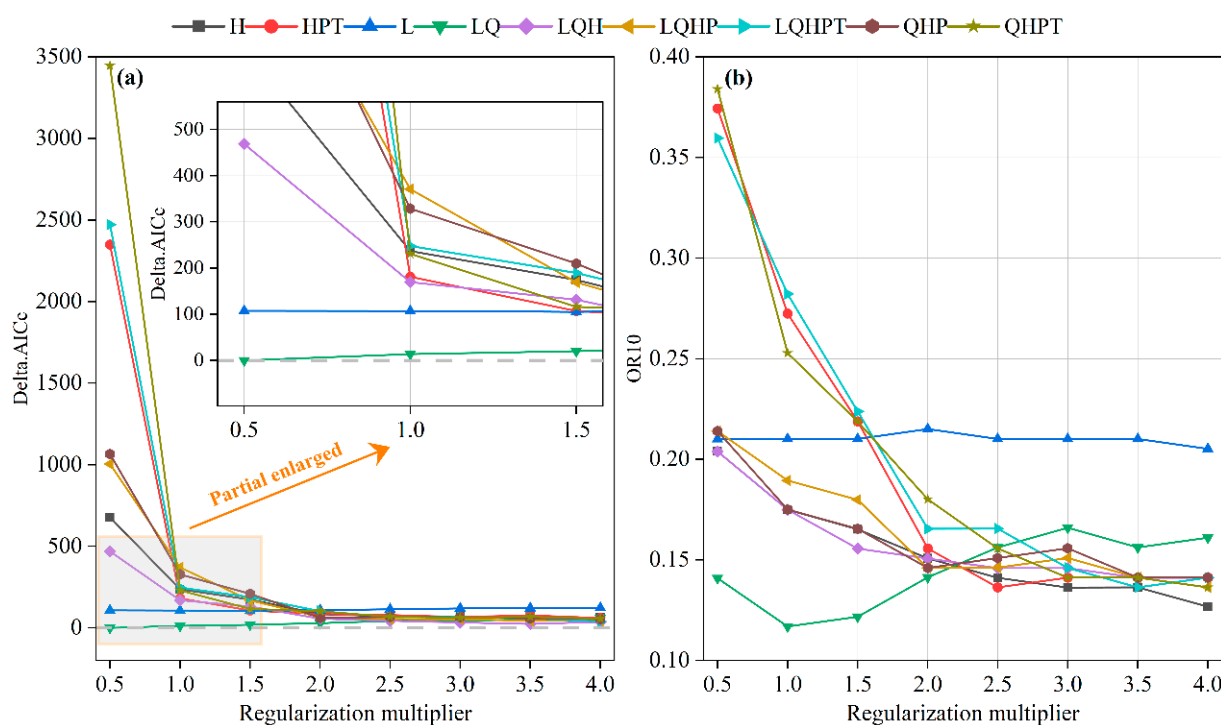 H HPT L LQ LQH LQHP LQHPT QHP QHPT
(a)
Delta.AICc
3500
3000
2500
2000
1500
1000
500
0
0.5 1.0 1.5 2.0 2.5 3.0 3.5 4.0
Regularization multiplier
Delta.AICc
500
400
300
200
100
0
0.5 1.0 1.5
Partial enlarged
(b)
OR10
0.40
0.35
0.30
0.25
0.20
0.15
0.10
0.5 1.0 1.5 2.0 2.5 3.0 3.5 4.0
Regularization multiplier